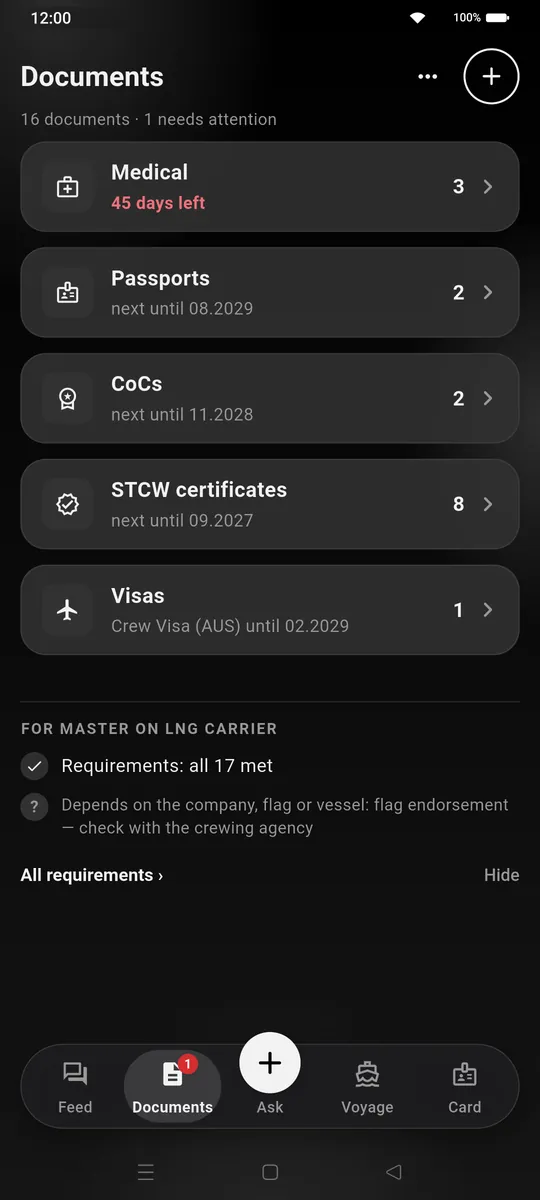 12:00
100%
Documents
16 documents · 1 needs attention
Medical
45 days left
3
Passports
next until 08.2029
2
CoCs
next until 11.2028
2
STCW certificates
next until 09.2027
8
Visas
Crew Visa (AUS) until 02.2029
1
FOR MASTER ON LNG CARRIER
Requirements: all 17 met
? Depends on the company, flag or vessel: flag endorsement
— check with the crewing agency
All requirements ›
Hide
1
Feed
Documents
Ask
Voyage
Card